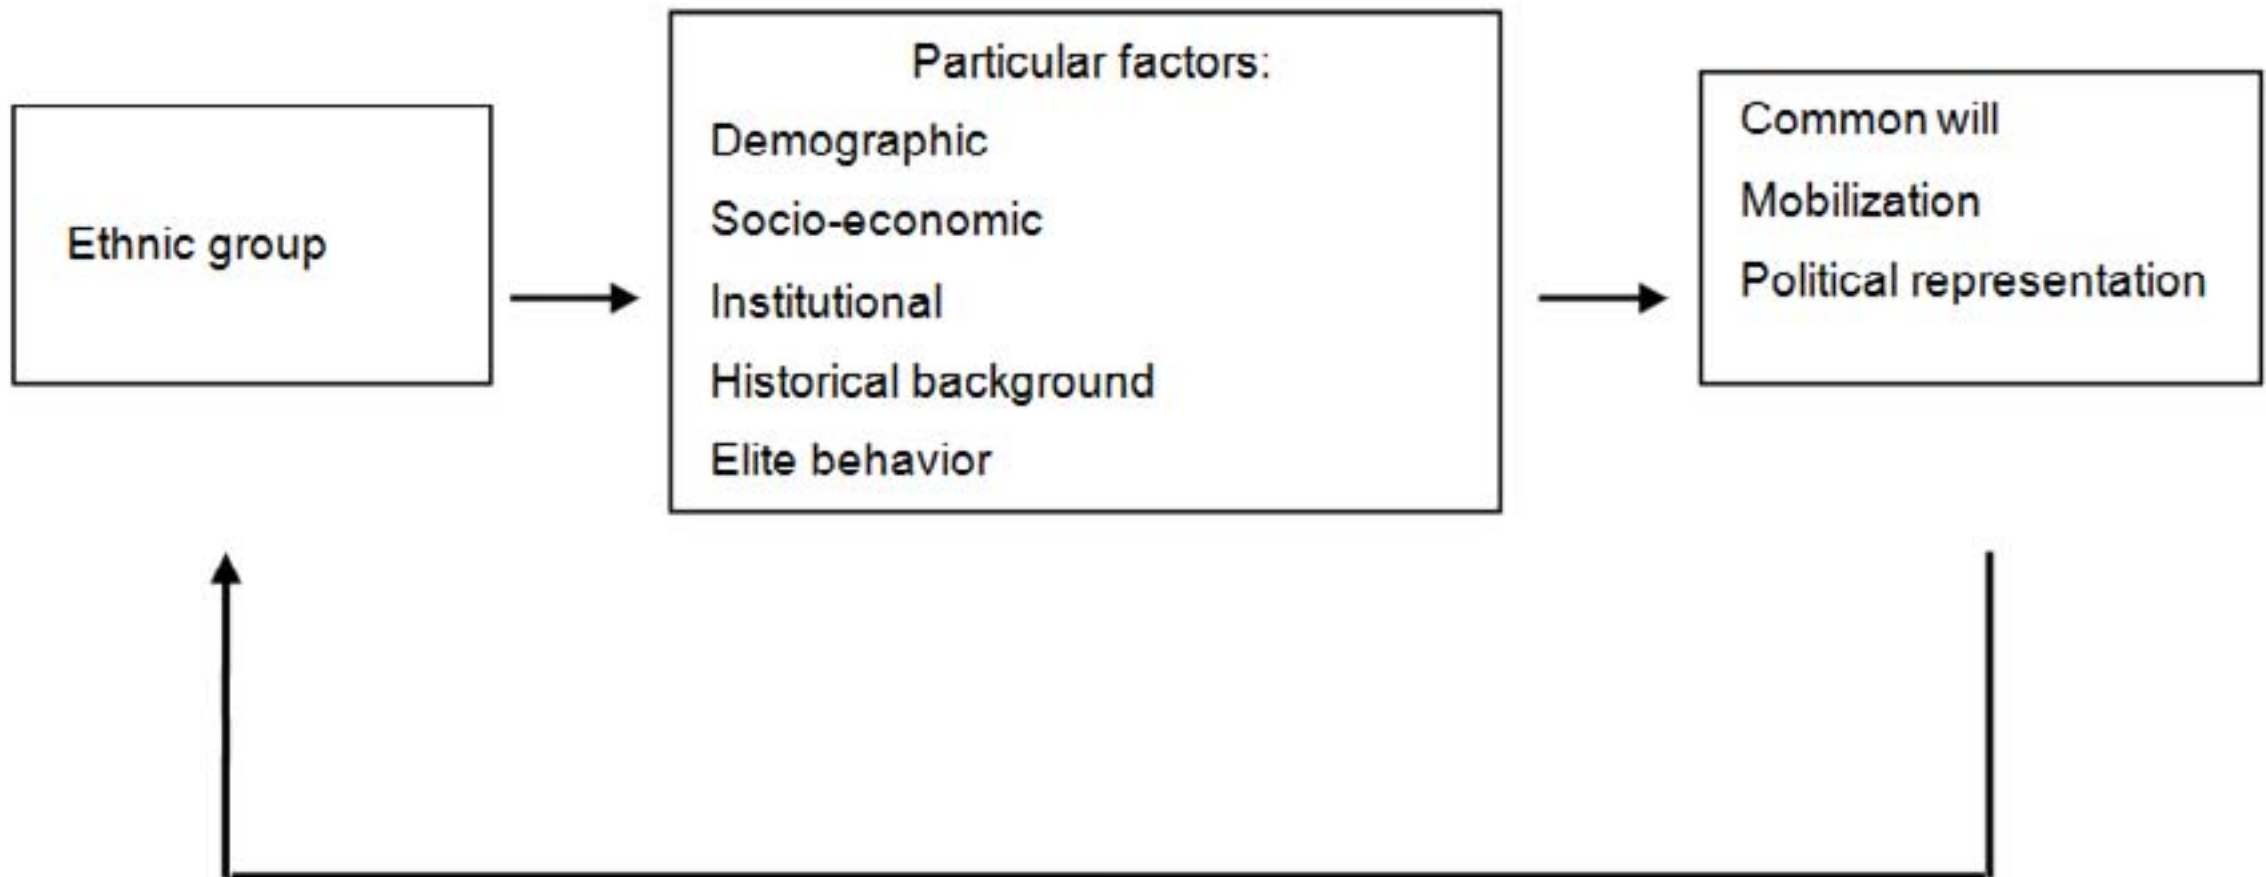 Ethnic group
Particular factors:
Demographic
Socio-economic
Institutional
Historical background
Elite behavior
Common will
Mobilization
Political representation